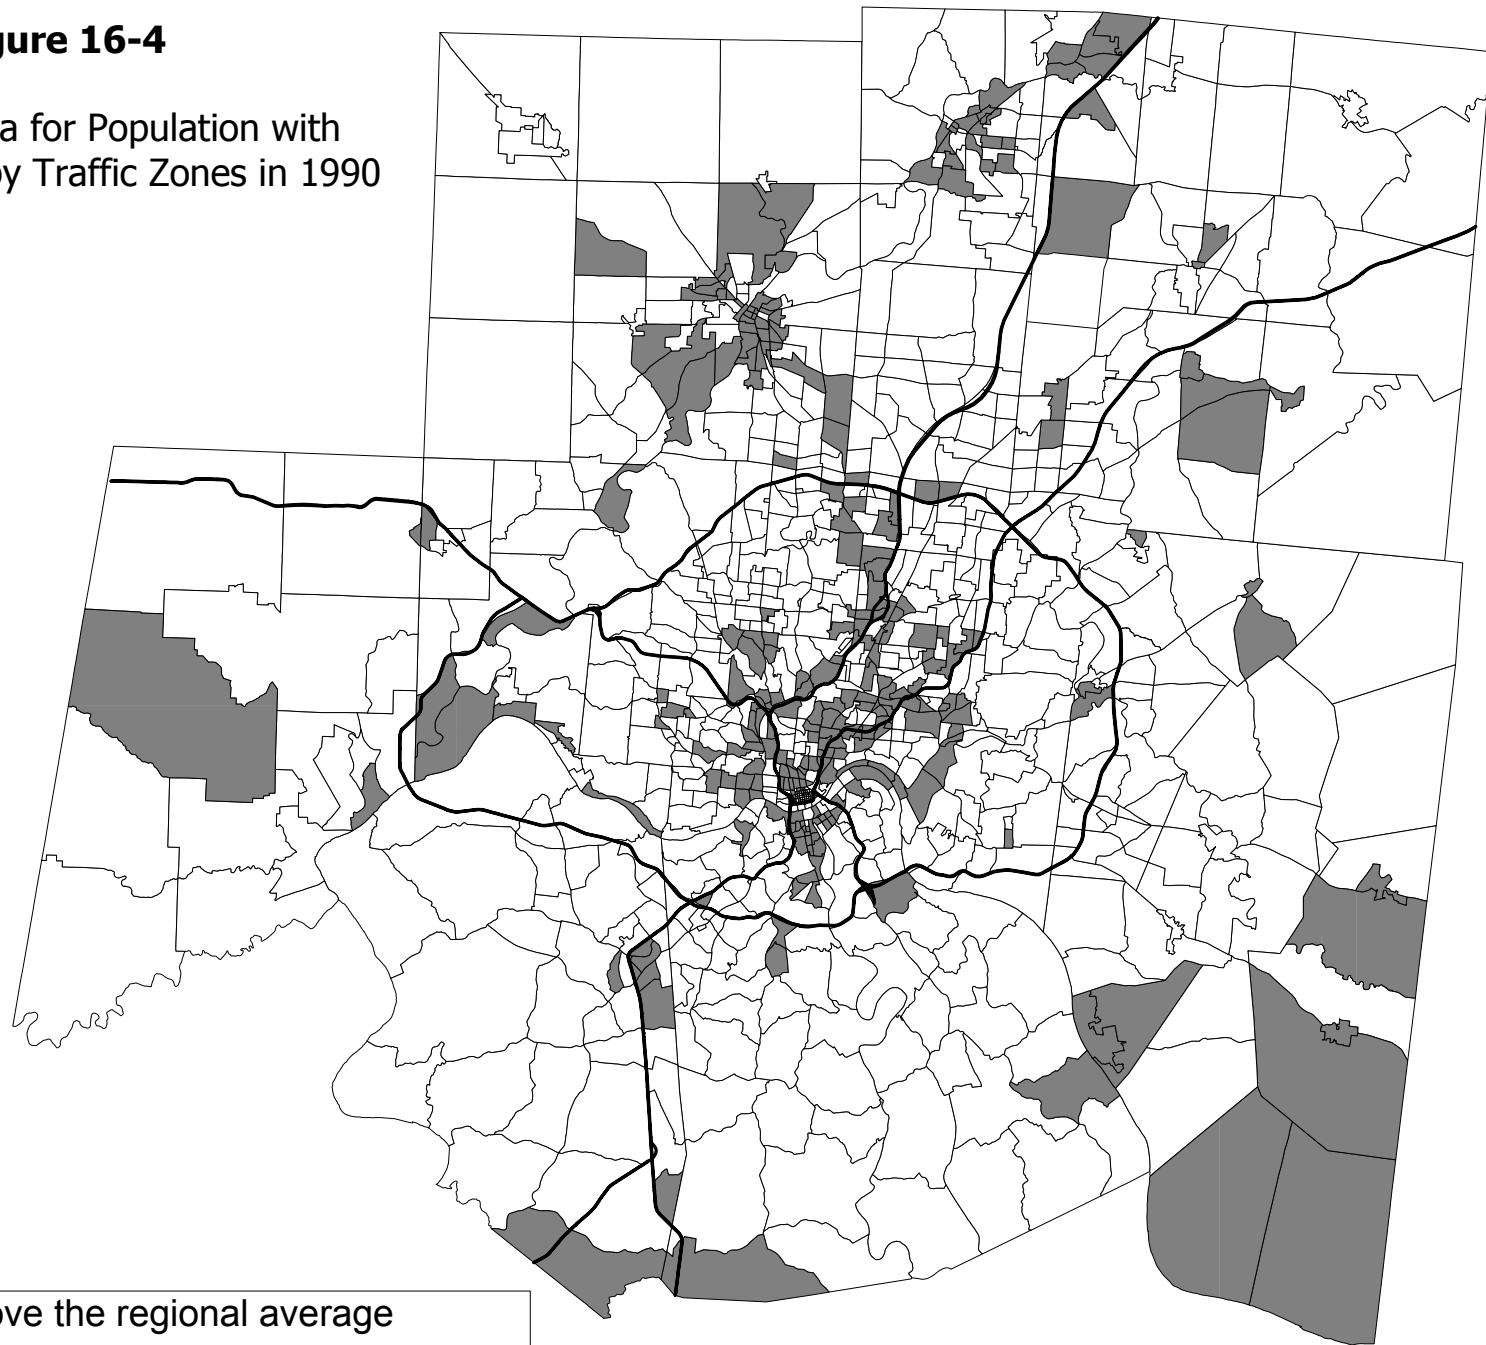 gure 16-4
a for Population with
by Traffic Zones in 1990
ove the regional average